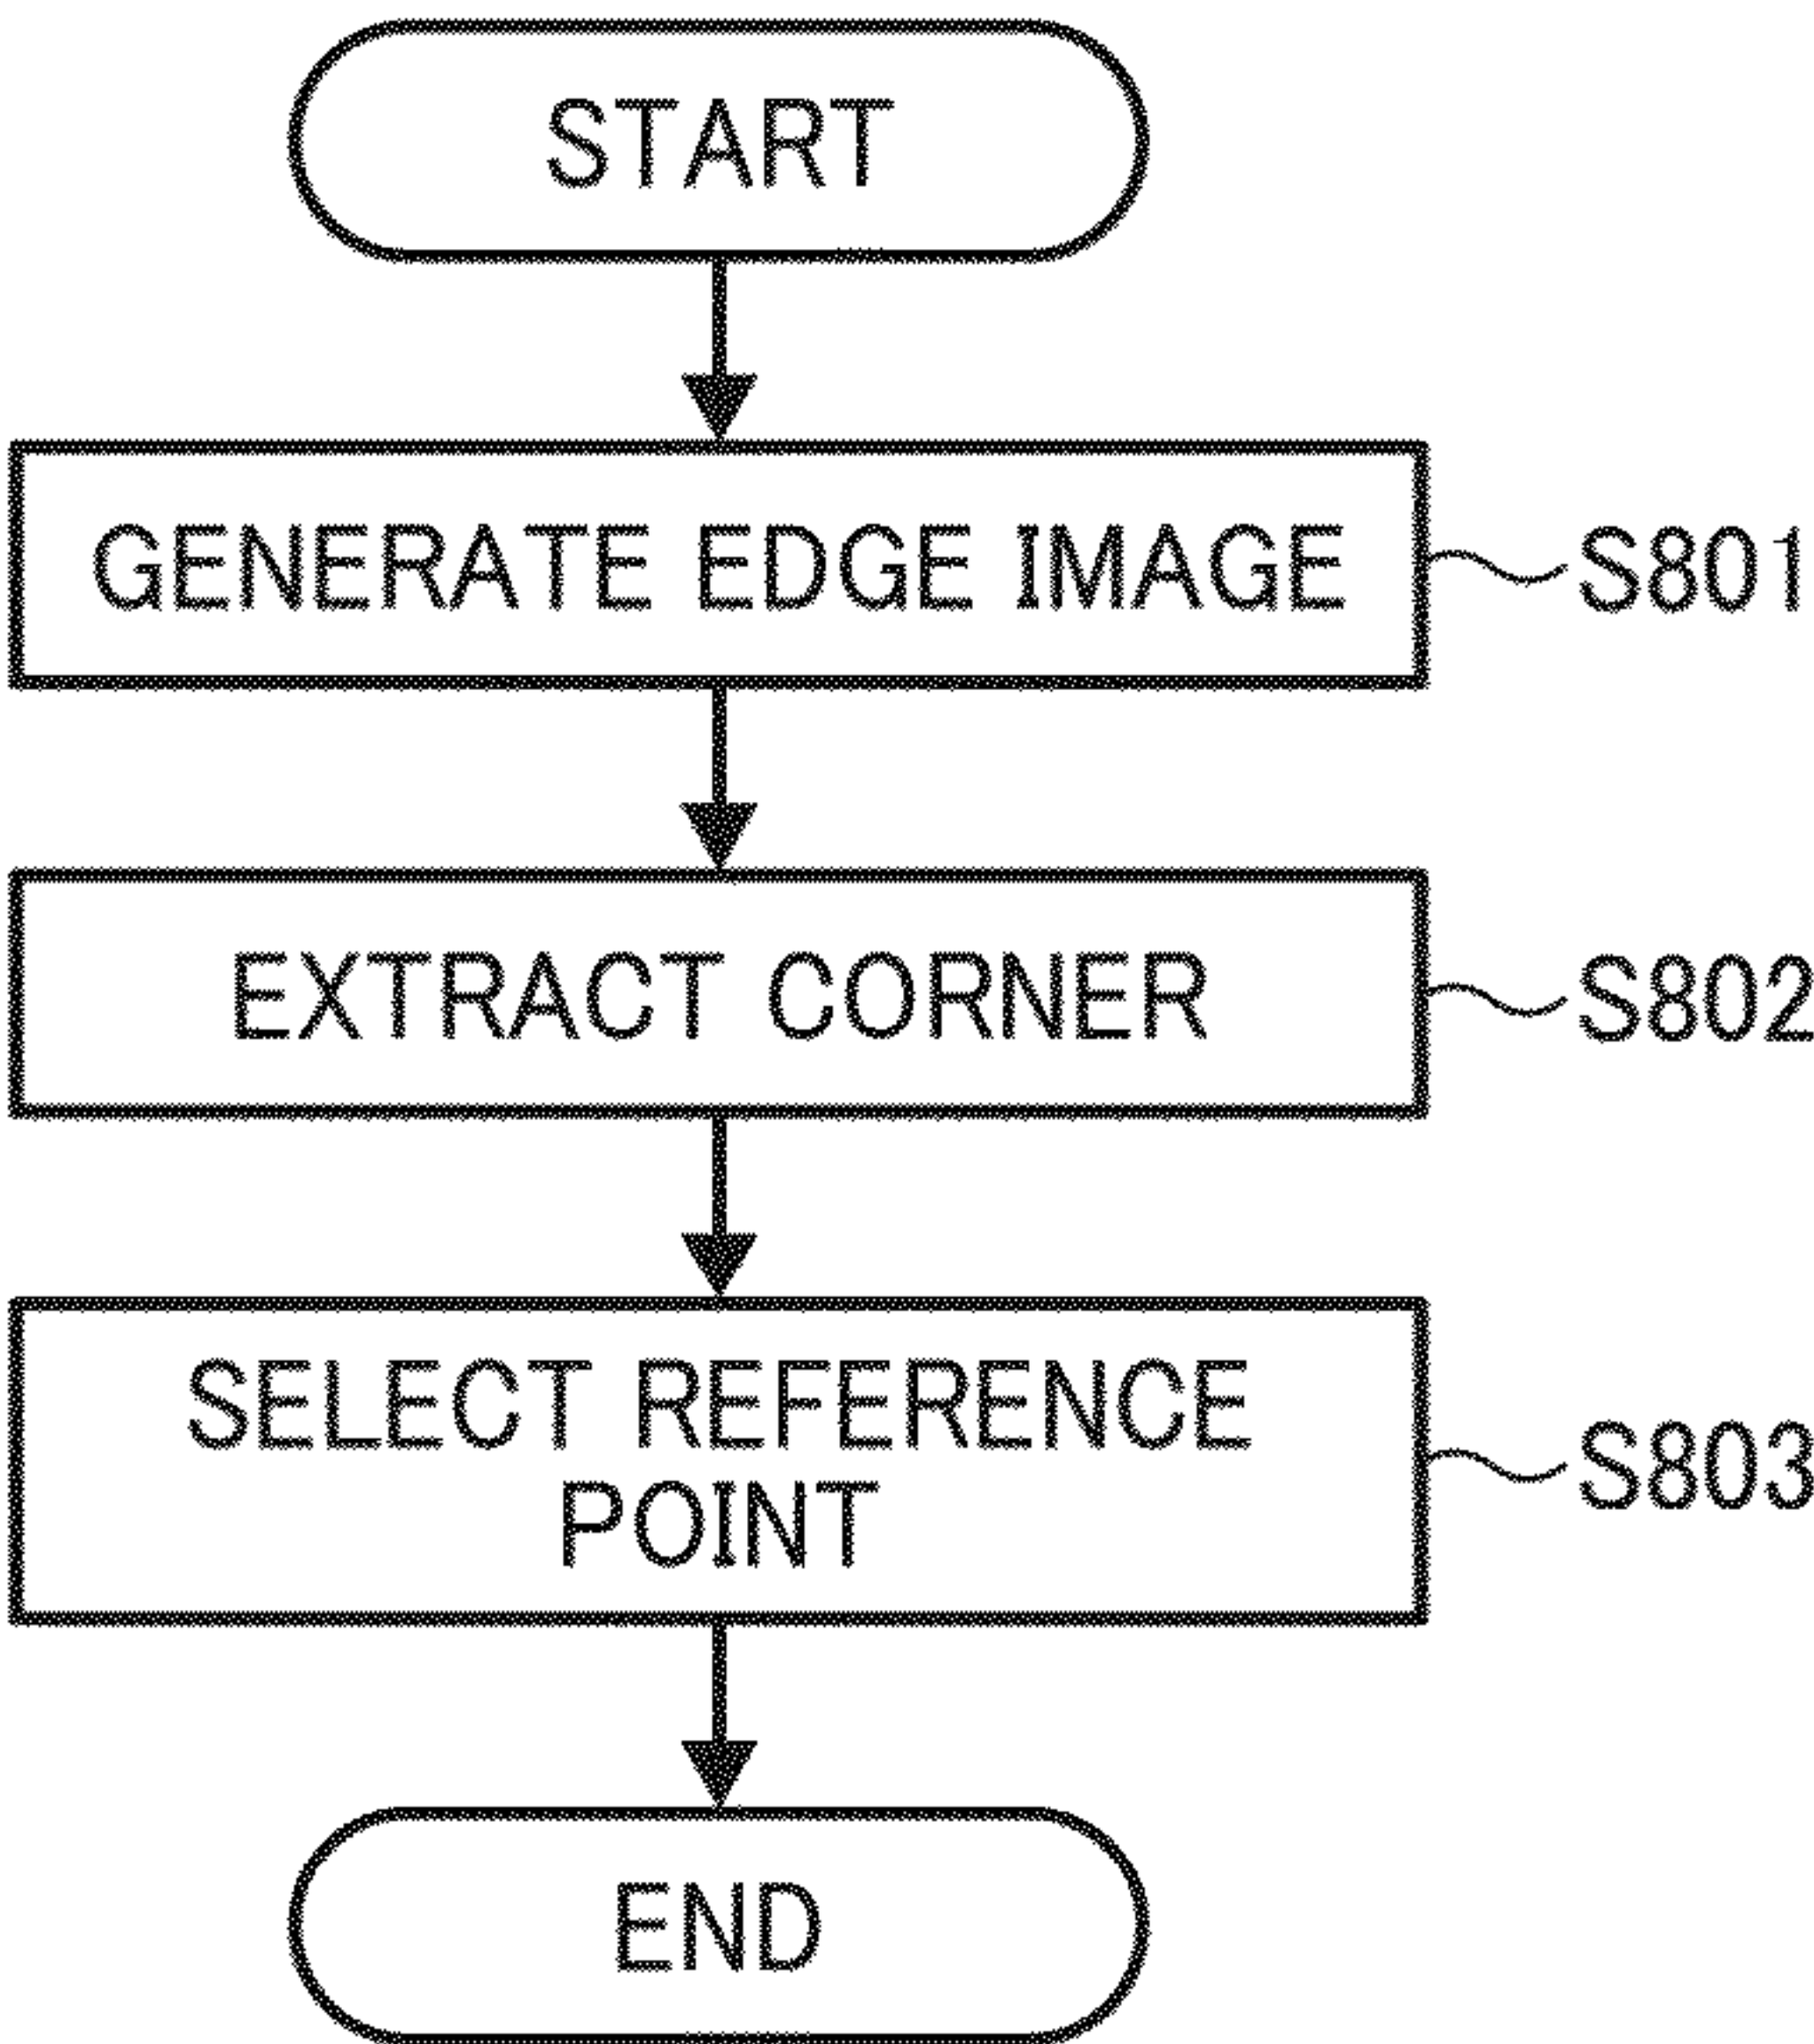 START
GENERATE EDGE IMAGE
S801
EXTRACT CORNER
S802
SELECT REFERENCE
POINT
S803
END